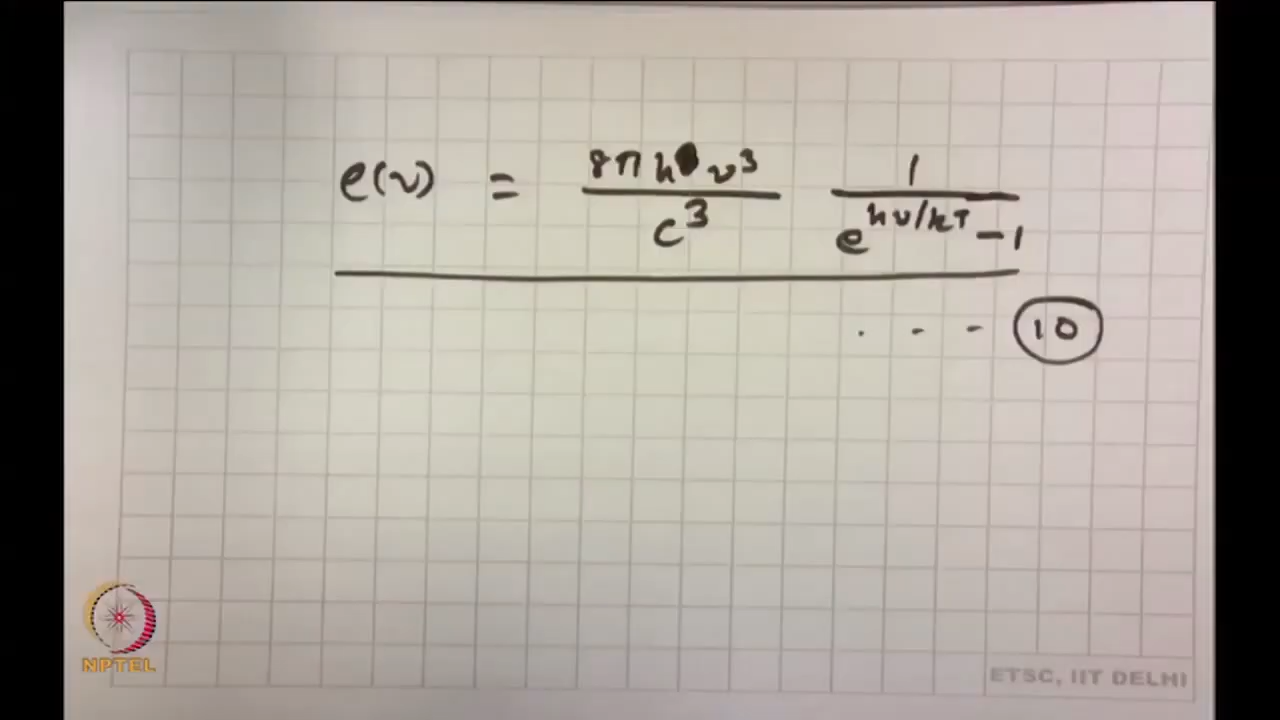 e(ν) = 8πhν³/c³ 1/(e^{hν/kT} − 1)
. - - 10
NPTEL
ETSC, IIT DELHI